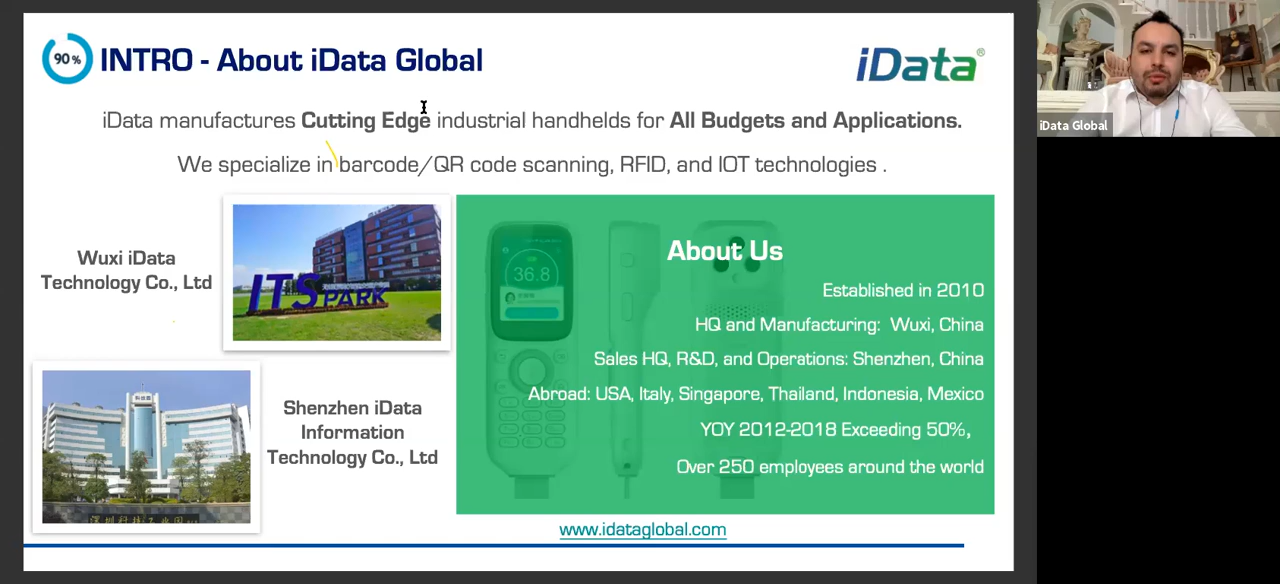 90%
INTRO - About iData Global
iData
iData manufactures Cutting Edge industrial handhelds for All Budgets and Applications.
We specialize in barcode/QR code scanning, RFID, and IOT technologies .
Wuxi iData
Technology Co., Ltd
ITS PARK
Shenzhen iData
Information
Technology Co., Ltd
36.8
About Us
Established in 2010
HQ and Manufacturing: Wuxi, China
Sales HQ, R&D, and Operations: Shenzhen, China
Abroad: USA, Italy, Singapore, Thailand, Indonesia, Mexico
YOY 2012-2018 Exceeding 50%,
Over 250 employees around the world
www.idataglobal.com
iData Global